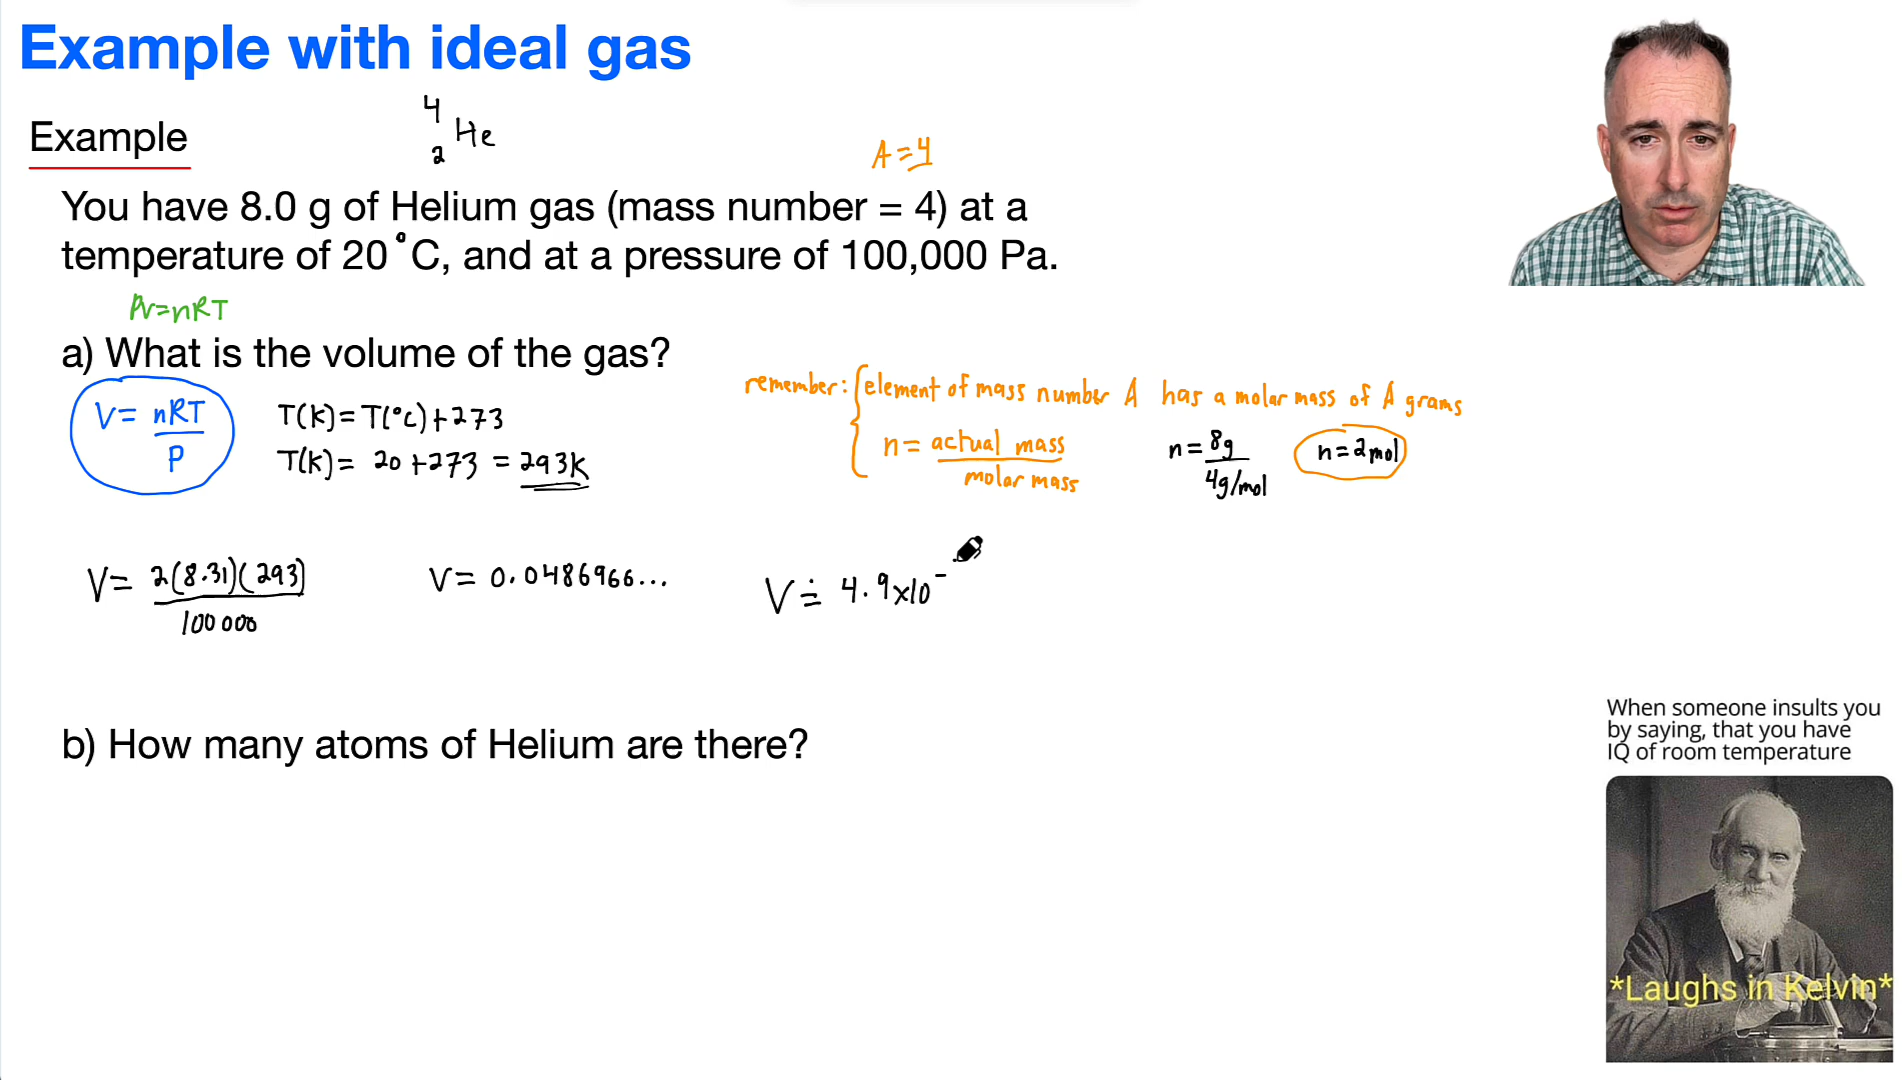 Example with ideal gas
Example
4
2 He
A=4
You have 8.0 g of Helium gas (mass number = 4) at a
temperature of 20°C, and at a pressure of 100,000 Pa.
PV=nRT
a) What is the volume of the gas?
V= nRT
P
T(K)=T(°C)+273
T(K)= 20+273 = 293K
remember: { element of mass number A has a molar mass of A grams
n= actual mass
molar mass
n= 8g
4g/mol
n=2mol
V= 2(8.31)(293)
100 000
V= 0.0486966...
V≐ 4.9x10⁻
b) How many atoms of Helium are there?
When someone insults you
by saying, that you have
IQ of room temperature
*Laughs in Kelvin*